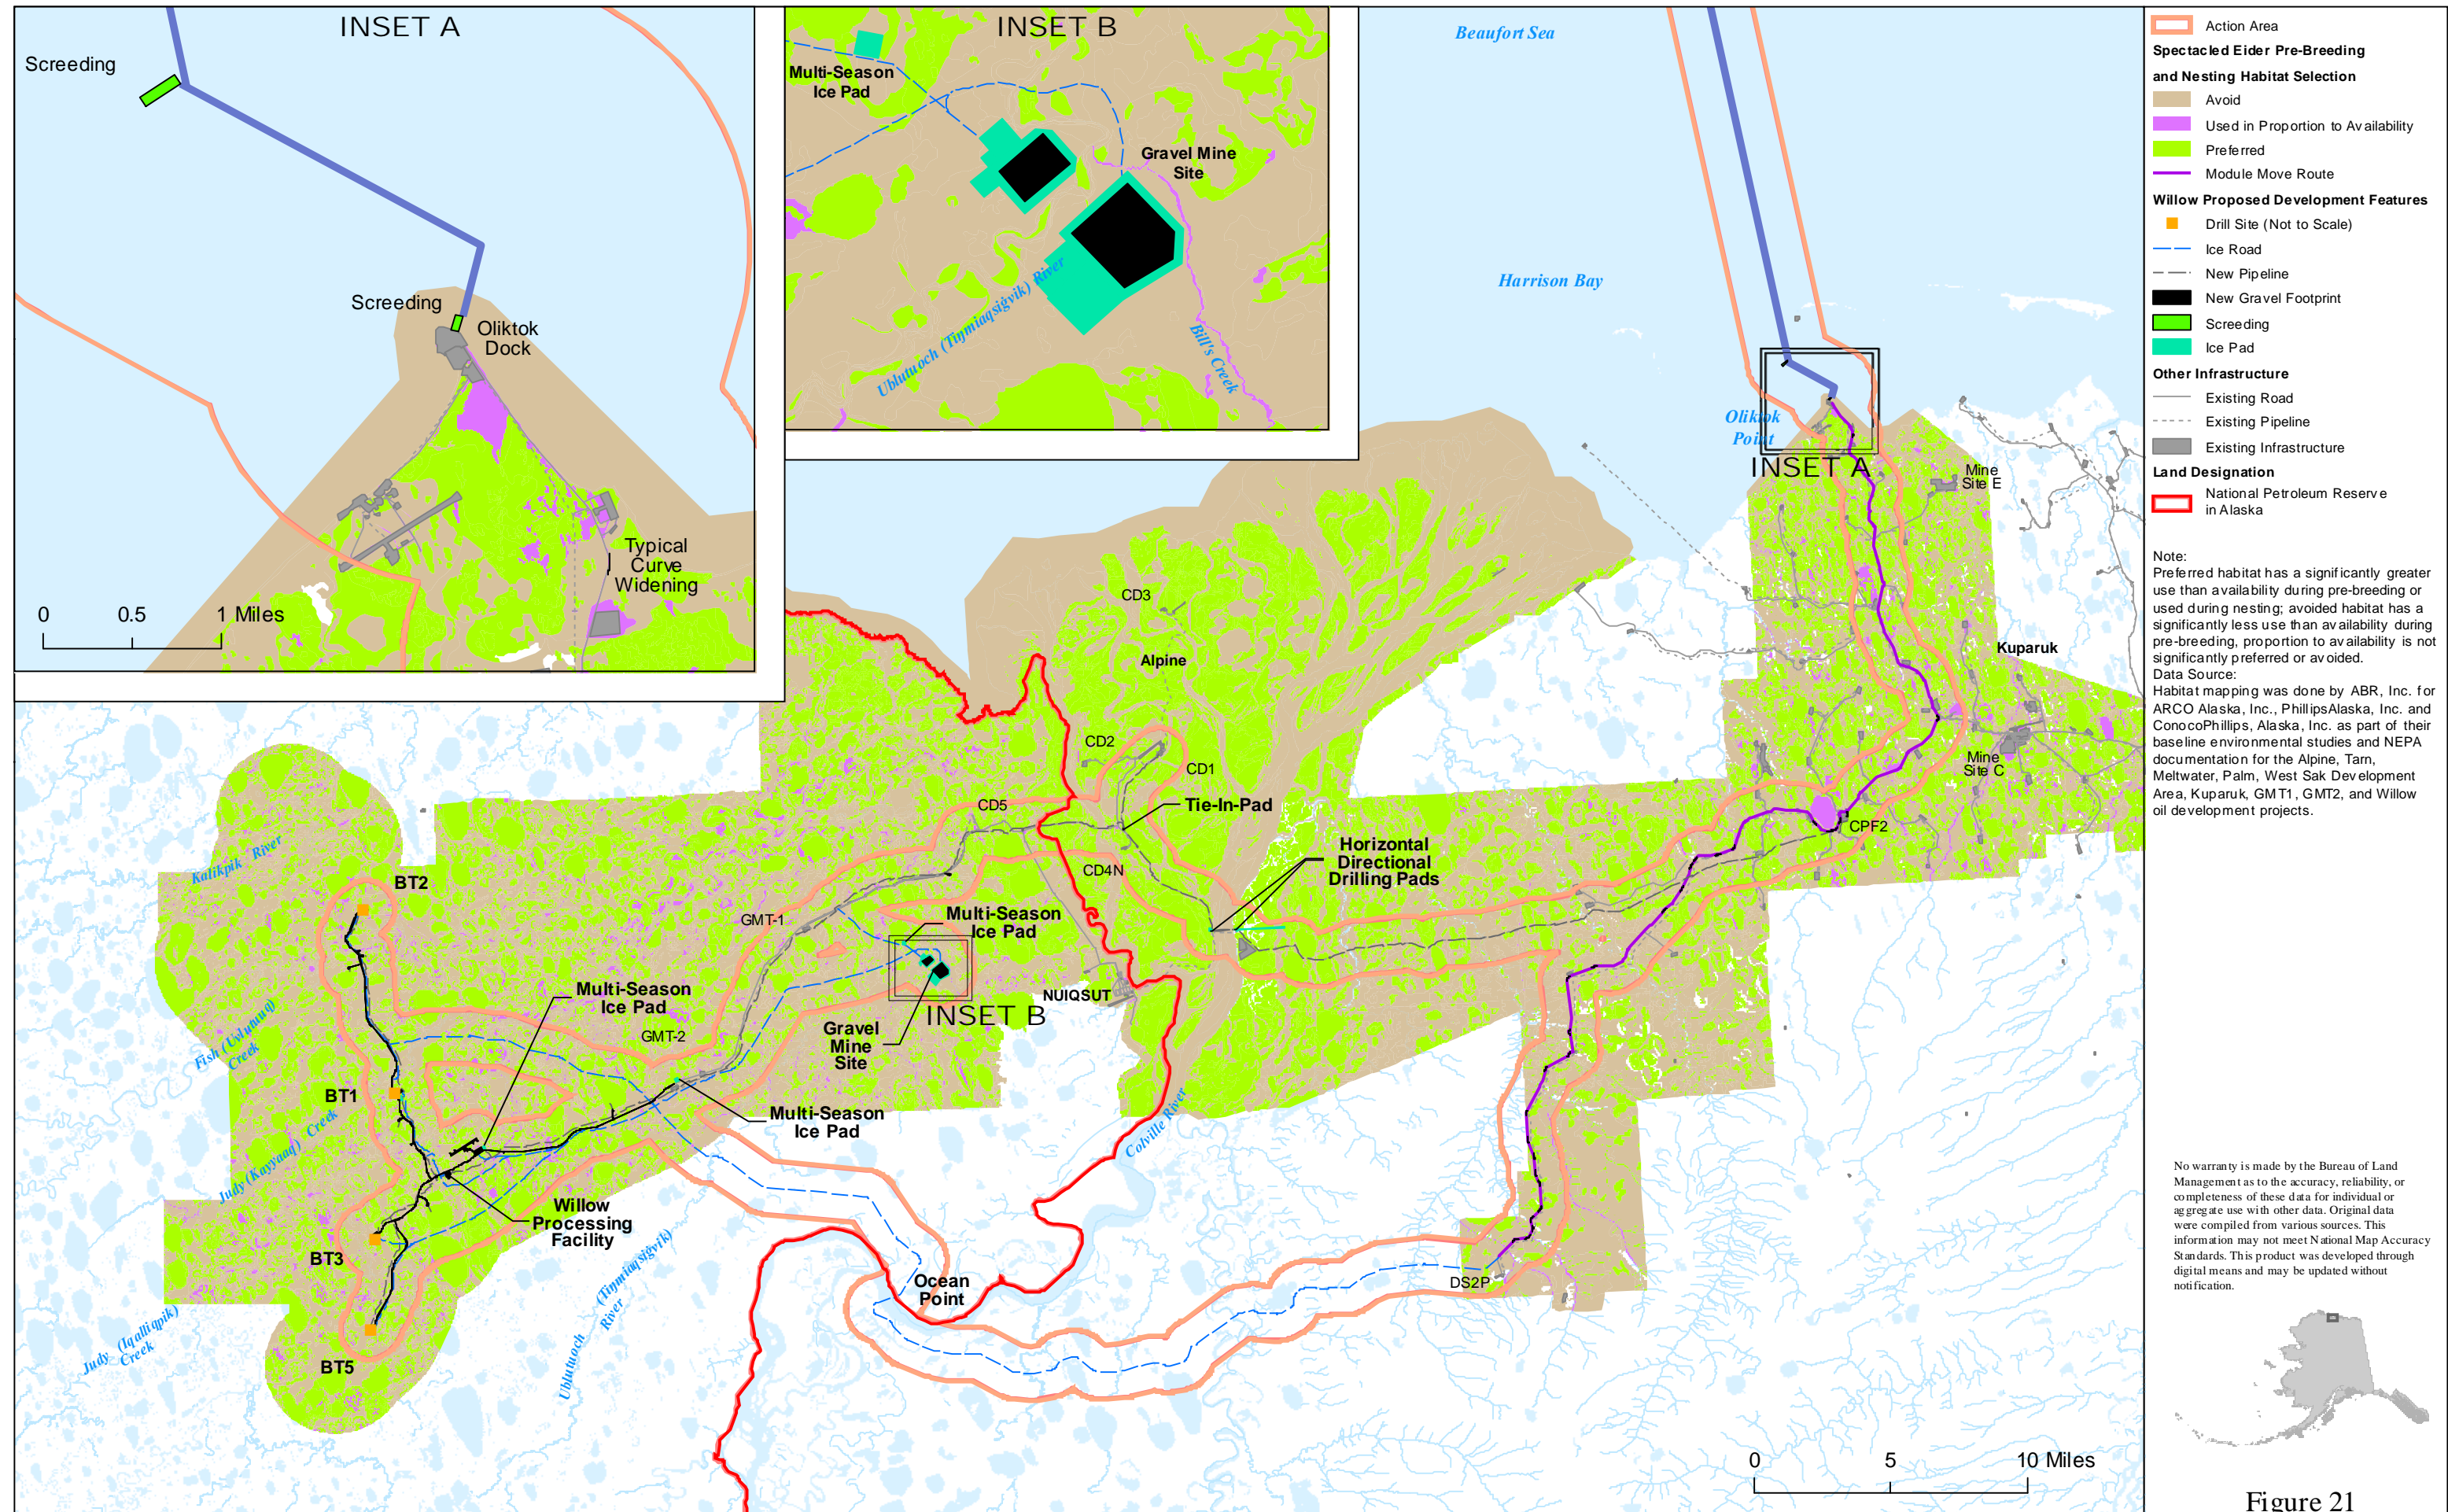 INSET A
Screeding
Screeding
Oliktok
Dock
Typical
Curve
Widening
0 0.5 1 Miles
INSET B
Multi-Season
Ice Pad
Gravel Mine
Site
Ublutuoch (Tiŋmiaqsiġvik) River
Bill's Creek
Beaufort Sea
Harrison Bay
Oliktok
Point
INSET A
Mine
Site E
Kuparuk
Mine
Site C
CPF2
CD3
Alpine
CD2
CD1
Tie-In-Pad
CD5
CD4N
Horizontal
Directional
Drilling Pads
Kalikpik River
BT2
GMT-1
Multi-Season
Ice Pad
Multi-Season
Ice Pad
NUIQSUT
INSET B
Gravel
Mine
Site
GMT-2
Fish (Uvlutuuq)
Creek
BT1
Judy (Kayyaaq) Creek
Multi-Season
Ice Pad
Colville River
Willow
Processing
Facility
BT3
Ublutuoch (Tiŋmiaqsiġvik)
River
Ocean
Point
DS2P
Judy (Iqalliqpik)
Creek
BT5
0 5 10 Miles
Action Area
Spectacled Eider Pre-Breeding
and Nesting Habitat Selection
Avoid
Used in Proportion to Availability
Preferred
Module Move Route
Willow Proposed Development Features
Drill Site (Not to Scale)
Ice Road
New Pipeline
New Gravel Footprint
Screeding
Ice Pad
Other Infrastructure
Existing Road
Existing Pipeline
Existing Infrastructure
Land Designation
National Petroleum Reserve
in Alaska
Note:
Preferred habitat has a significantly greater
use than availability during pre-breeding or
used during nesting; avoided habitat has a
significantly less use than availability during
pre-breeding, proportion to availability is not
significantly preferred or avoided.
Data Source:
Habitat mapping was done by ABR, Inc. for
ARCO Alaska, Inc., PhillipsAlaska, Inc. and
ConocoPhillips, Alaska, Inc. as part of their
baseline environmental studies and NEPA
documentation for the Alpine, Tarn,
Meltwater, Palm, West Sak Development
Area, Kuparuk, GMT1, GMT2, and Willow
oil development projects.
No warranty is made by the Bureau of Land
Management as to the accuracy, reliability, or
completeness of these data for individual or
aggregate use with other data. Original data
were compiled from various sources. This
information may not meet National Map Accuracy
Standards. This product was developed through
digital means and may be updated without
notification.
Figure 21